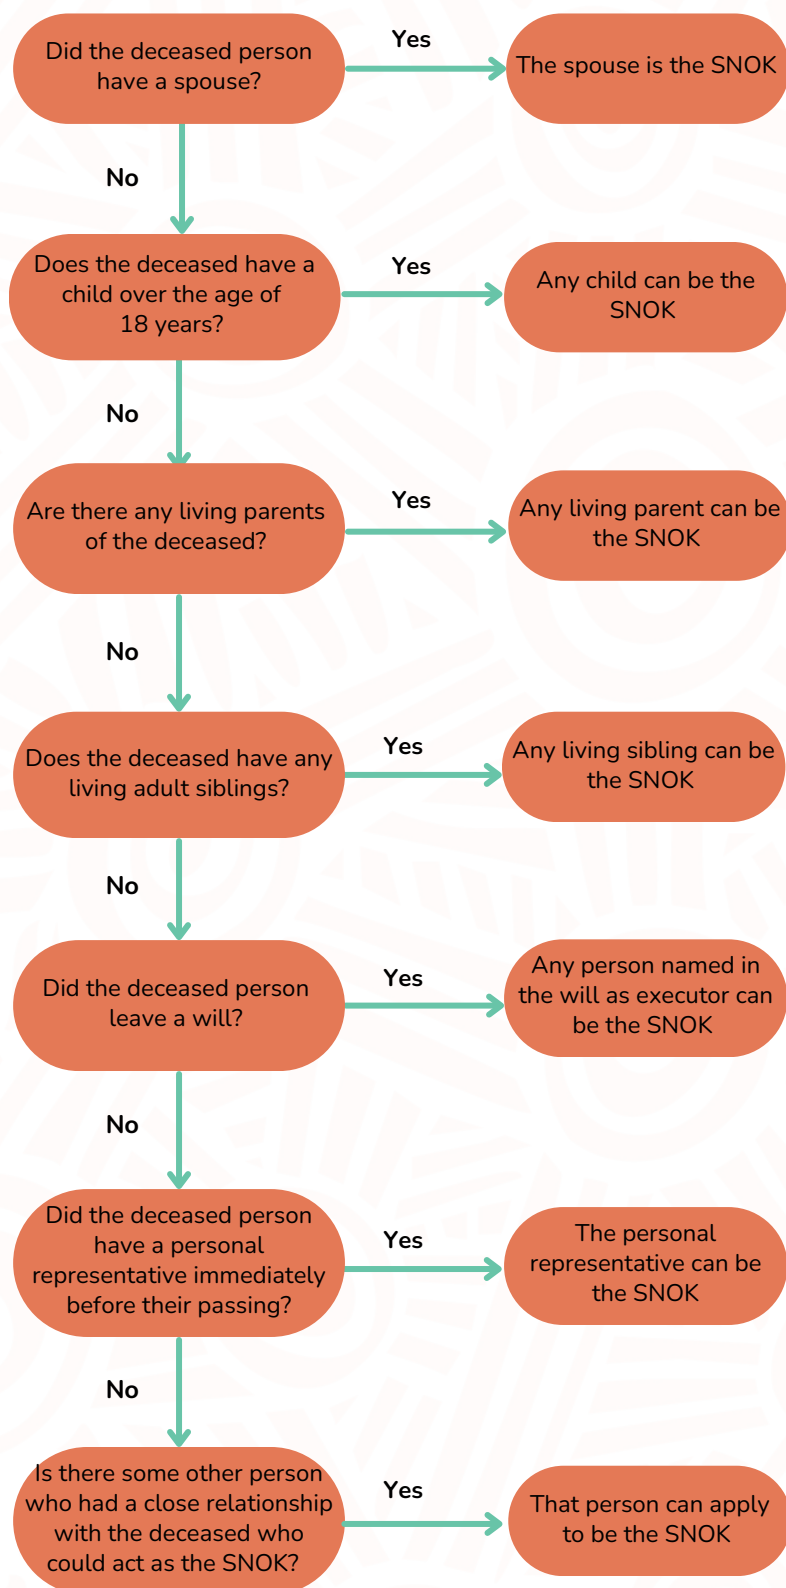 Did the deceased person
have a spouse?
Yes
The spouse is the SNOK
No
Does the deceased have a
child over the age of
18 years?
Yes
Any child can be the
SNOK
No
Are there any living parents
of the deceased?
Yes
Any living parent can be
the SNOK
No
Does the deceased have any
living adult siblings?
Yes
Any living sibling can be
the SNOK
No
Did the deceased person
leave a will?
Yes
Any person named in
the will as executor can
be the SNOK
No
Did the deceased person
have a personal
representative immediately
before their passing?
Yes
The personal
representative can be
the SNOK
No
Is there some other person
who had a close relationship
with the deceased who
could act as the SNOK?
Yes
That person can apply
to be the SNOK